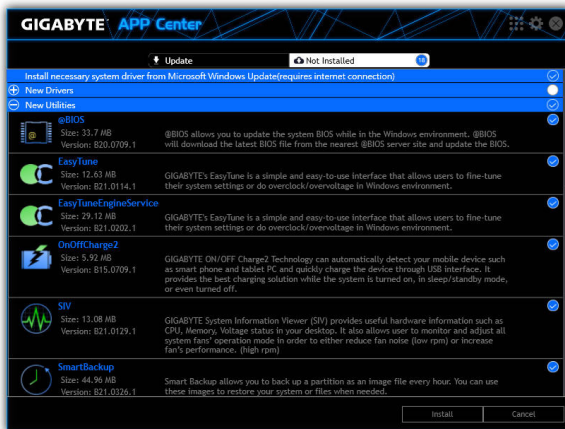 GIGABYTE APP Center
Update
Not Installed 18
Install necessary system driver from Microsoft Windows Update(requires internet connection)
New Drivers
New Utilities
@BIOS
Size: 33.7 MB
Version: B20.0709.1
@BIOS allows you to update the system BIOS while in the Windows environment. @BIOS
will download the latest BIOS file from the nearest @BIOS server site and update the BIOS.
EasyTune
Size: 12.63 MB
Version: B21.0114.1
GIGABYTE's EasyTune is a simple and easy-to-use interface that allows users to fine-tune
their system settings or do overclock/overvoltage in Windows environment.
EasyTuneEngineService
Size: 29.12 MB
Version: B21.0202.1
GIGABYTE's EasyTune is a simple and easy-to-use interface that allows users to fine-tune
their system settings or do overclock/overvoltage in Windows environment.
OnOffCharge2
Size: 5.92 MB
Version: B15.0709.1
GIGABYTE ON/OFF Charge2 Technology can automatically detect your mobile device such
as smart phone and tablet PC and quickly charge the device through USB interface. It
provides the best charging solution while the system is turned on, in sleep/standby mode,
or even turned off.
SIV
Size: 13.08 MB
Version: B21.0129.1
GIGABYTE System Information Viewer (SIV) provides useful hardware information such as
CPU, Memory, Voltage status in your desktop. It also allows user to monitor and adjust all
system fans' operation mode in order to either reduce fan noise (low rpm) or increase
fan's performance. (high rpm)
SmartBackup
Size: 44.96 MB
Version: B21.0326.1
Smart Backup allows you to back up a partition as an image file every hour. You can use
these images to restore your system or files when needed.
Install
Cancel